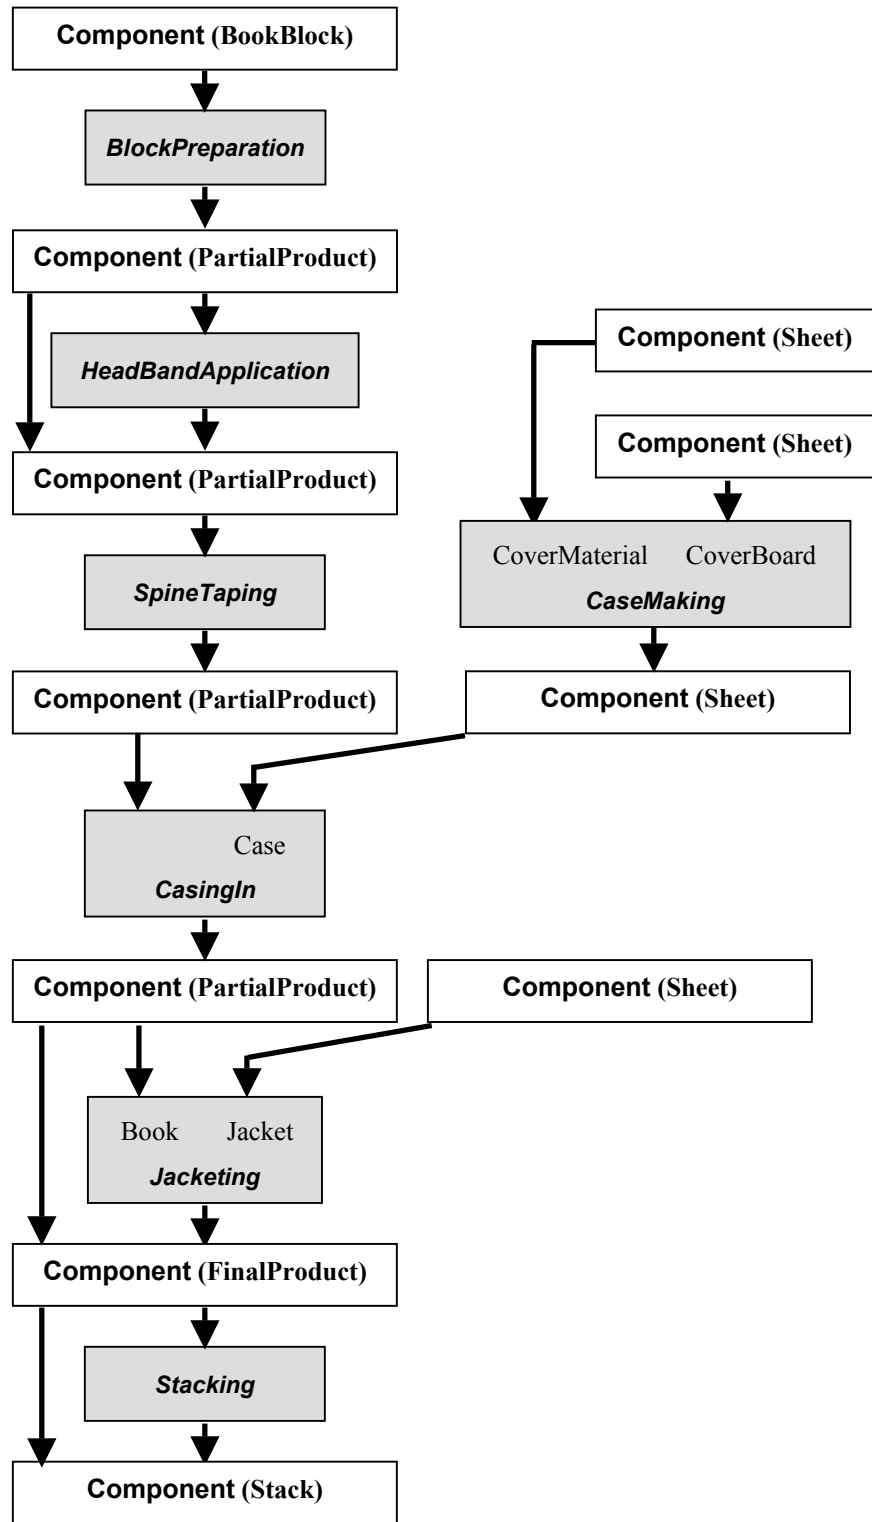 Component (BookBlock)
BlockPreparation
Component (PartialProduct)
HeadBandApplication
Component (Sheet)
Component (Sheet)
Component (PartialProduct)
CoverMaterial CoverBoard
CaseMaking
SpineTaping
Component (PartialProduct)
Component (Sheet)
Case
CasingIn
Component (PartialProduct)
Component (Sheet)
Book Jacket
Jacketing
Component (FinalProduct)
Stacking
Component (Stack)